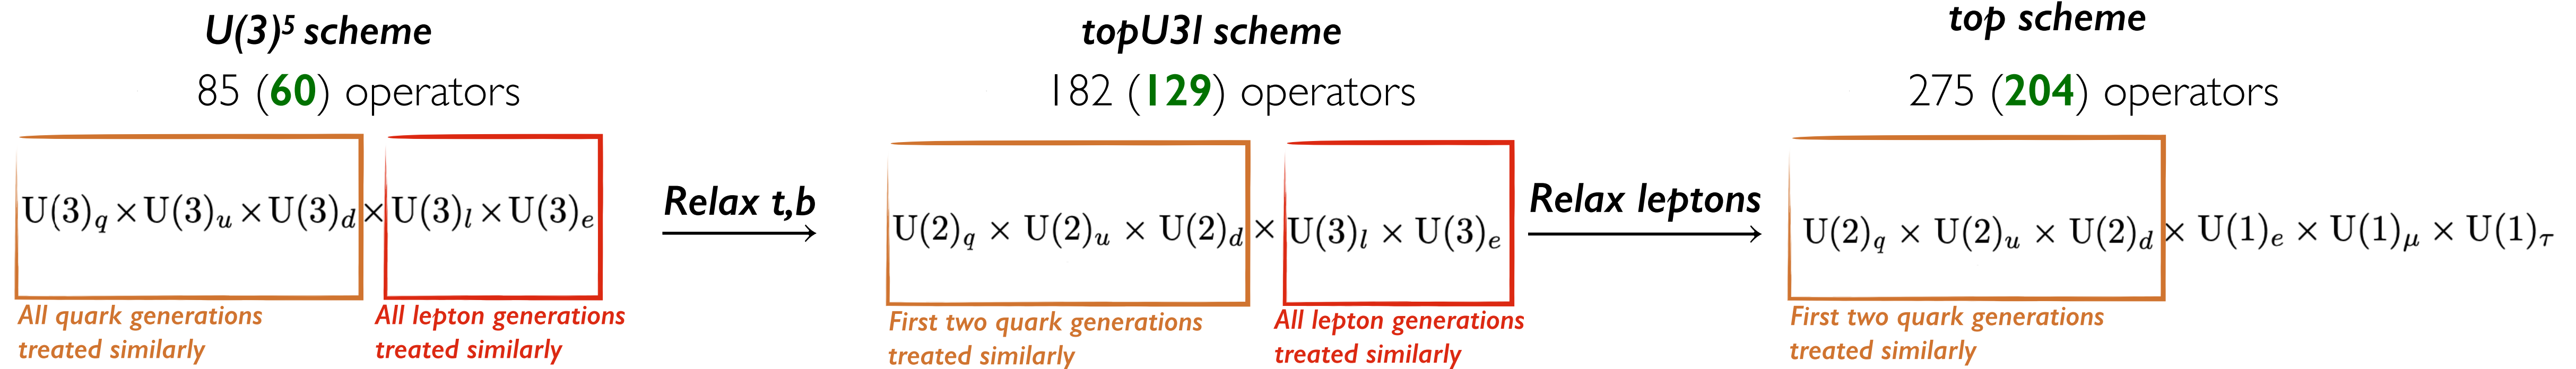 U(3)⁵ scheme
85 (60) operators
U(3)q × U(3)u × U(3)d × U(3)l × U(3)e
All quark generations
treated similarly
All lepton generations
treated similarly
Relax t,b
topU3l scheme
182 (129) operators
U(2)q × U(2)u × U(2)d × U(3)l × U(3)e
First two quark generations
treated similarly
All lepton generations
treated similarly
Relax leptons
top scheme
275 (204) operators
U(2)q × U(2)u × U(2)d × U(1)e × U(1)μ × U(1)τ
First two quark generations
treated similarly